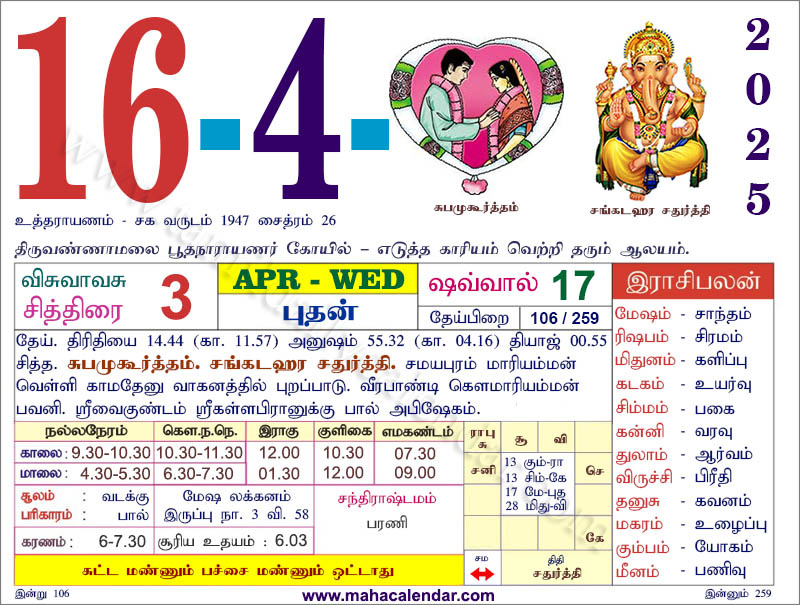 16-4-
2025
சுபமுகூர்த்தம்
சங்கடஹர சதுர்த்தி
உத்தராயணம் - சக வருடம் 1947 சைத்ரம் 26
திருவண்ணாமலை பூதநாராயணர் கோயில் – எடுத்த காரியம் வெற்றி தரும் ஆலயம்.
விசுவாவசு
சித்திரை 3
APR - WED
புதன்
ஷவ்வால் 17
தேய்பிறை 106 / 259
தேய். திரிதியை 14.44 (கா. 11.57) அனுஷம் 55.32 (கா. 04.16) தியாஜ் 00.55
சித்த. சுபமுகூர்த்தம். சங்கடஹர சதுர்த்தி. சமயபுரம் மாரியம்மன்
வெள்ளி காமதேனு வாகனத்தில் புறப்பாடு. வீரபாண்டி கௌமாரியம்மன்
பவனி. ஸ்ரீவைகுண்டம் ஸ்ரீகள்ளபிரானுக்கு பால் அபிஷேகம்.
நல்லநேரம் கௌ.ந.நெ. இராகு குளிகை எமகண்டம்
காலை: 9.30-10.30 10.30-11.30 12.00 10.30 07.30
மாலை: 4.30-5.30 6.30-7.30 01.30 12.00 09.00
சூலம் : வடக்கு
பரிகாரம் : பால்
மேஷ லக்கனம்
இருப்பு நா. 3 வி. 58
சந்திராஷ்டமம்
பரணி
கரணம் : 6-7.30
சூரிய உதயம் : 6.03
சுட்ட மண்ணும் பச்சை மண்ணும் ஒட்டாது
ராபு
சு
சூ
வி
சனி
13 கும்-ரா
13 சிம்-கே
17 மே-புத
28 மிது-வி
செ
கே
சம
திதி
சதுர்த்தி
இராசிபலன்
மேஷம் - சாந்தம்
ரிஷபம் - சிரமம்
மிதுனம் - களிப்பு
கடகம் - உயர்வு
சிம்மம் - பகை
கன்னி - வரவு
துலாம் - ஆர்வம்
விருச்சி - பிரீதி
தனுசு - கவனம்
மகரம் - உழைப்பு
கும்பம் - யோகம்
மீனம் - பணிவு
இன்று 106
www.mahacalendar.com
இன்னும் 259